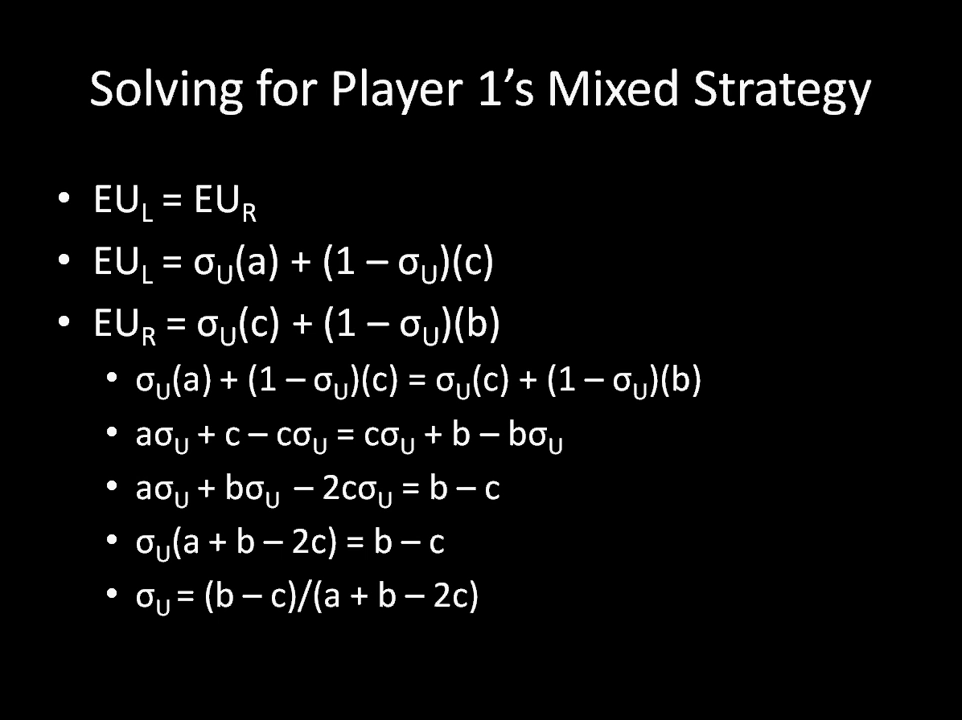 Solving for Player 1’s Mixed Strategy
• EU_L = EU_R
• EU_L = σ_U(a) + (1 – σ_U)(c)
• EU_R = σ_U(c) + (1 – σ_U)(b)
• σ_U(a) + (1 – σ_U)(c) = σ_U(c) + (1 – σ_U)(b)
• aσ_U + c – cσ_U = cσ_U + b – bσ_U
• aσ_U + bσ_U – 2cσ_U = b – c
• σ_U(a + b – 2c) = b – c
• σ_U = (b – c)/(a + b – 2c)